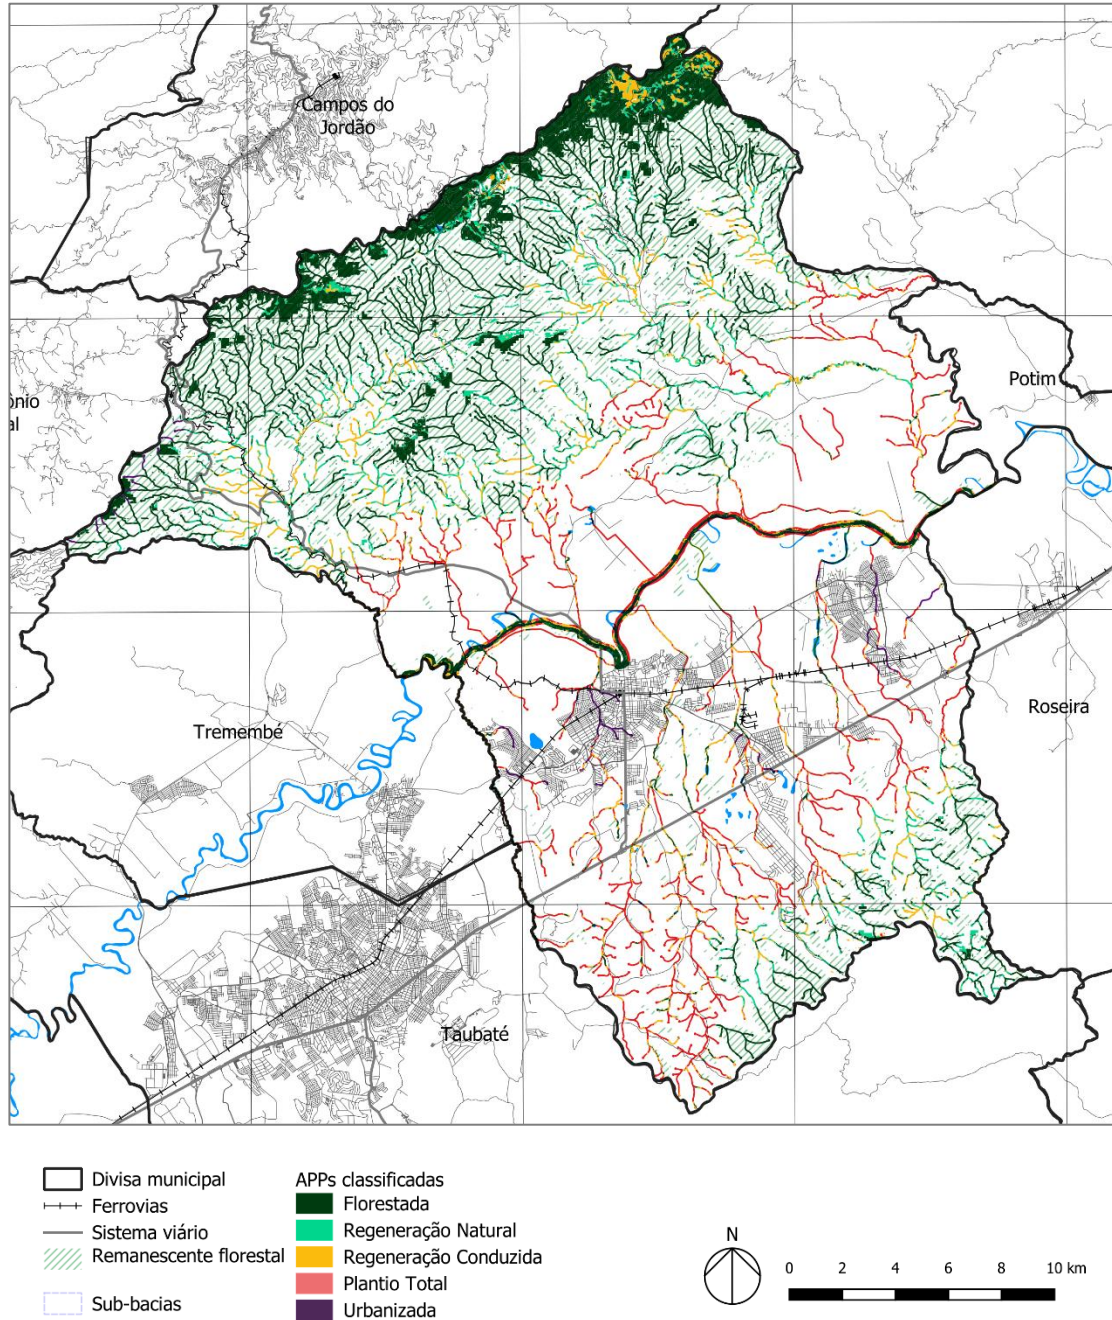 Campos do
Jordão
Potim
ônio
al
Tremembé
Roseira
Taubaté
Divisa municipal
Ferrovias
Sistema viário
Remanescente florestal
Sub-bacias
APPs classificadas
Florestada
Regeneração Natural
Regeneração Conduzida
Plantio Total
Urbanizada
N
0 2 4 6 8 10 km